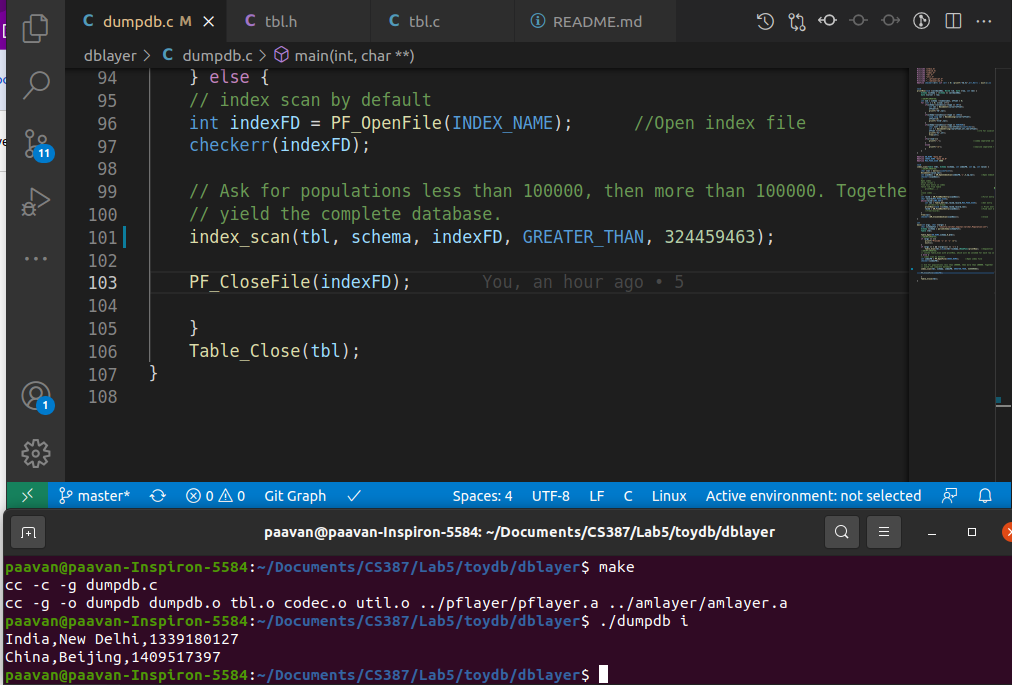 dumpdb.c M
tbl.h
tbl.c
README.md
dblayer > C dumpdb.c > main(int, char **)
94 } else {
95 // index scan by default
96 int indexFD = PF_OpenFile(INDEX_NAME); //Open index file
97 checkerr(indexFD);
98
99 // Ask for populations less than 100000, then more than 100000. Togethe
100 // yield the complete database.
101 index_scan(tbl, schema, indexFD, GREATER_THAN, 324459463);
102
103 PF_CloseFile(indexFD); You, an hour ago • 5
104
105 }
106 Table_Close(tbl);
107 }
108
11
1
master* 0 0 Git Graph Spaces: 4 UTF-8 LF C Linux Active environment: not selected
paavan@paavan-Inspiron-5584: ~/Documents/CS387/Lab5/toydb/dblayer
paavan@paavan-Inspiron-5584:~/Documents/CS387/Lab5/toydb/dblayer$ make
cc -c -g dumpdb.c
cc -g -o dumpdb dumpdb.o tbl.o codec.o util.o ../pflayer/pflayer.a ../amlayer/amlayer.a
paavan@paavan-Inspiron-5584:~/Documents/CS387/Lab5/toydb/dblayer$ ./dumpdb i
India,New Delhi,1339180127
China,Beijing,1409517397
paavan@paavan-Inspiron-5584:~/Documents/CS387/Lab5/toydb/dblayer$